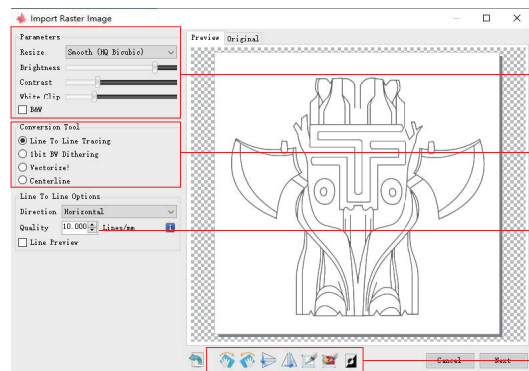 Import Raster Image
Parameters
Resize Smooth (HQ Bicubic)
Brightness
Contrast
White Clip
B&W
Conversion Tool
Line To Line Tracing
1bit BW Dithering
Vectorize!
Centerline
Line To Line Options
Direction Horizontal
Quality 10.000 Lines/mm
Line Preview
Preview Original
Cancel Next